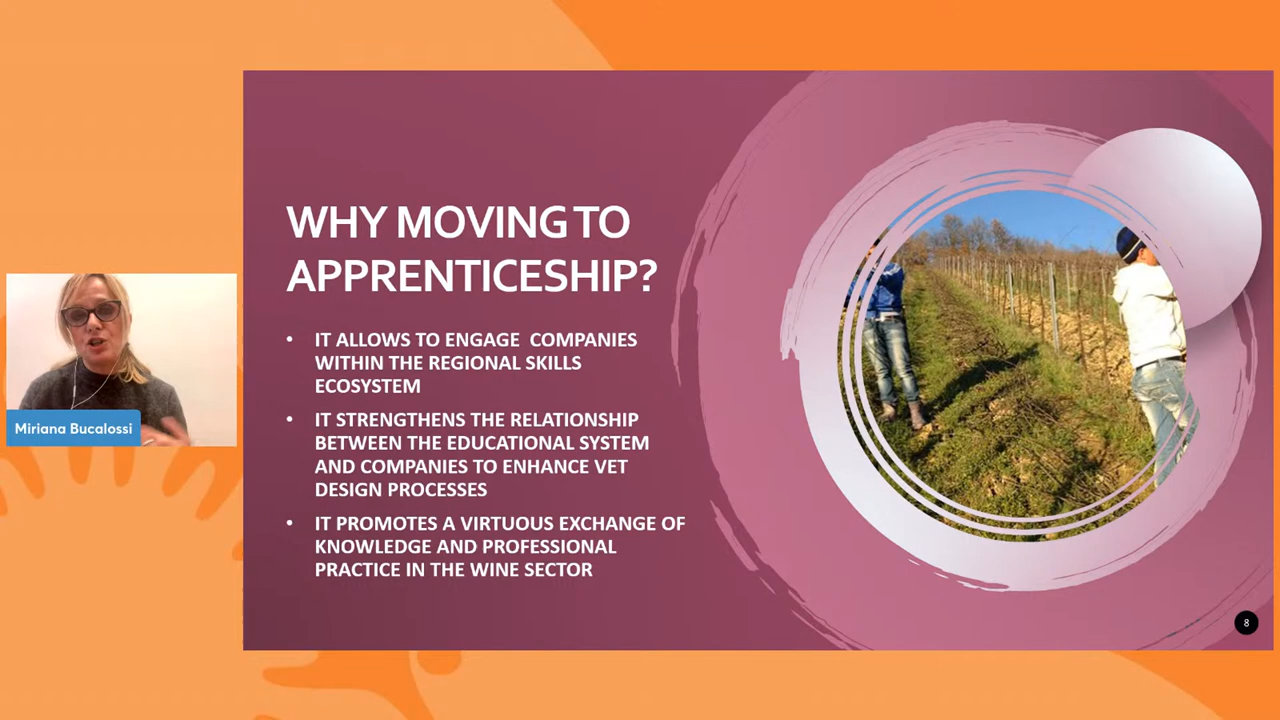 WHY MOVING TO
APPRENTICESHIP?
• IT ALLOWS TO ENGAGE COMPANIES
WITHIN THE REGIONAL SKILLS
ECOSYSTEM
• IT STRENGTHENS THE RELATIONSHIP
BETWEEN THE EDUCATIONAL SYSTEM
AND COMPANIES TO ENHANCE VET
DESIGN PROCESSES
• IT PROMOTES A VIRTUOUS EXCHANGE OF
KNOWLEDGE AND PROFESSIONAL
PRACTICE IN THE WINE SECTOR
Miriana Bucalossi
8